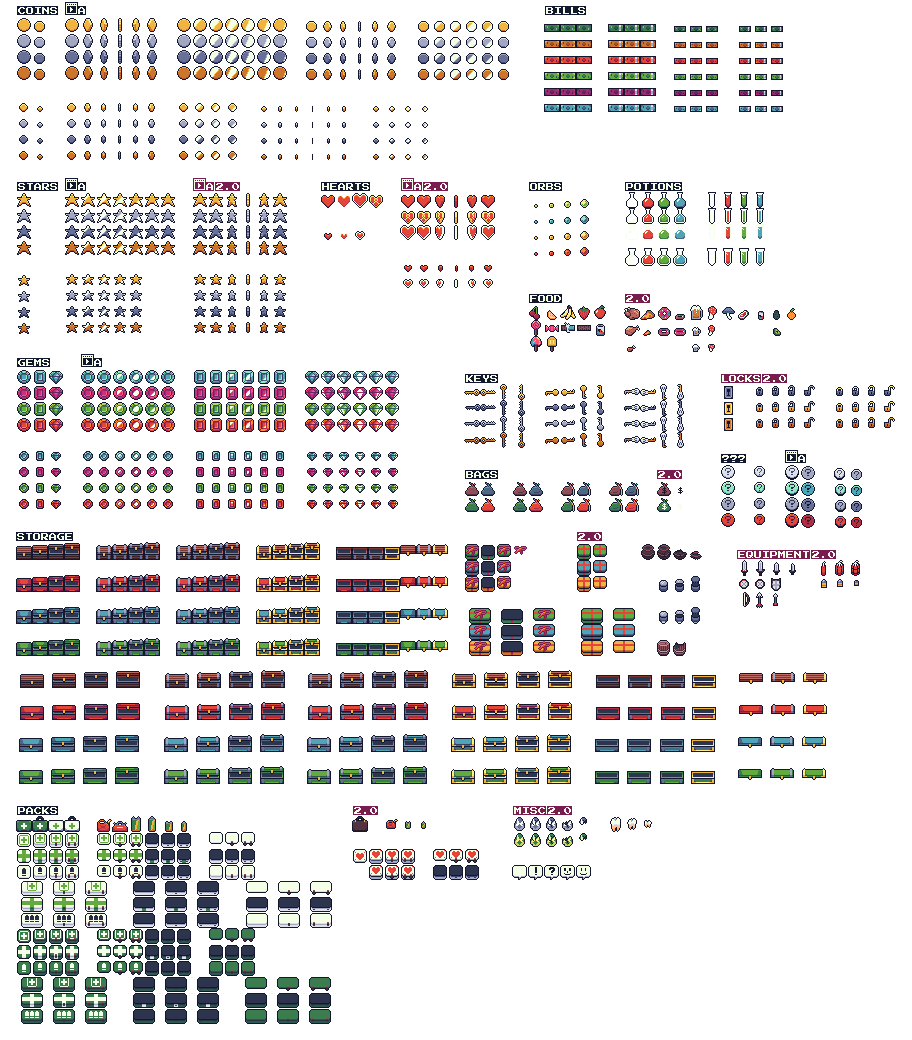 COINS A
BILLS
STARS A
A 2.0
HEARTS
A 2.0
ORBS
POTIONS
FOOD
2.0
GEMS A
KEYS
LOCKS 2.0
BAGS
2.0
??? A
STORAGE
2.0
EQUIPMENT 2.0
PACKS
2.0
MISC 2.0
! ?